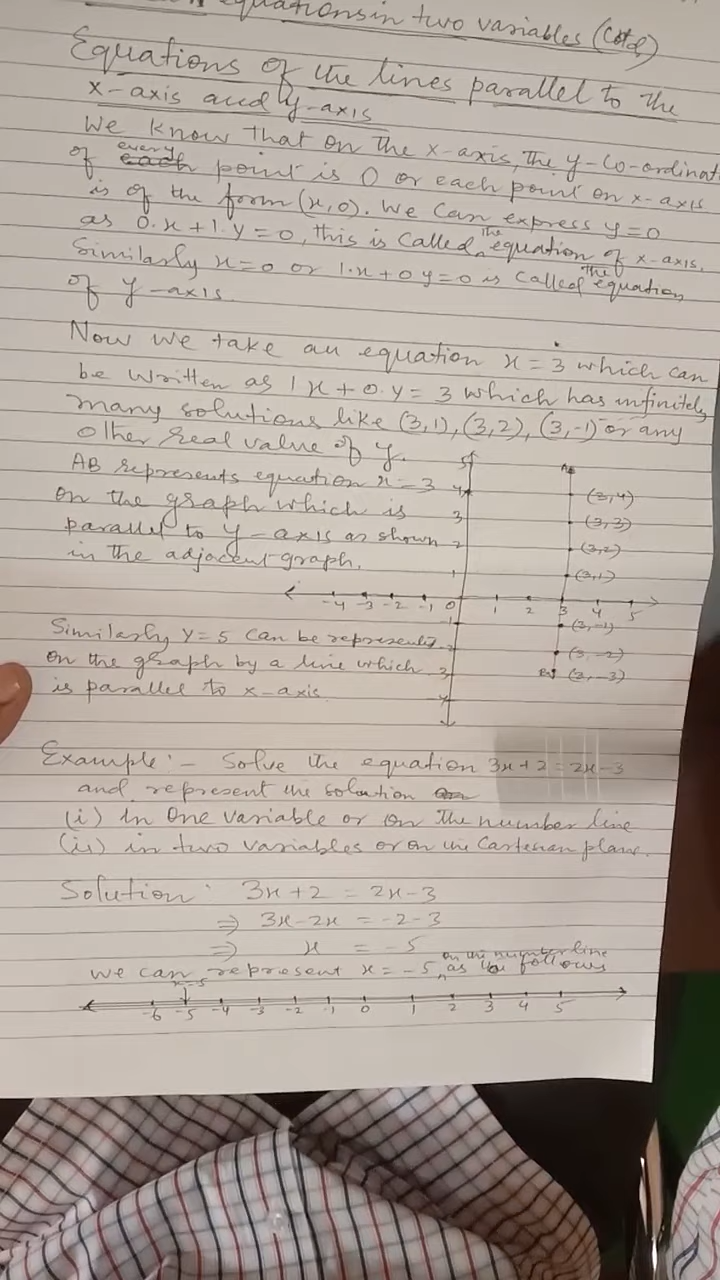 equations in two variables (Cotd)
Equations of the lines parallel to the
x-axis and y-axis
We know that on the x-axis, the y-co-ordinat
of every point is 0 or each point on x-axis
is of the form (x,0). We can express y=0
as 0.x+1.y=0, this is called the equation of x-axis.
Similarly x=0 or 1.x+0y=0 is called the equation
of y-axis.
Now we take an equation x=3 which can
be written as 1x+0.y=3 which has infinitely
many solutions like (3,1), (3,2), (3,-1) or any
other real value of y.
AB represents equation x=3
on the graph which is
parallel to y-axis as shown
in the adjacent graph.
5
4
3
2
1
-4 -3 -2 -1 0 1 2 3 4 5
(3,4)
(3,3)
(3,2)
(3,1)
(3,-1)
(3,-2)
(3,-3)
Similarly y=5 can be represent
on the graph by a line which
is parallel to x-axis
Example:- Solve the equation 3x+2=2x-3
and represent the solution
(i) in one variable or on the number line
(ii) in two variables or on the Cartesian plane.
Solution: 3x+2 = 2x-3
⇒ 3x-2x = -2-3
⇒ x = -5
we can represent x=-5 on the number line as follows
x=-5
-6 -5 -4 -3 -2 -1 0 1 2 3 4 5